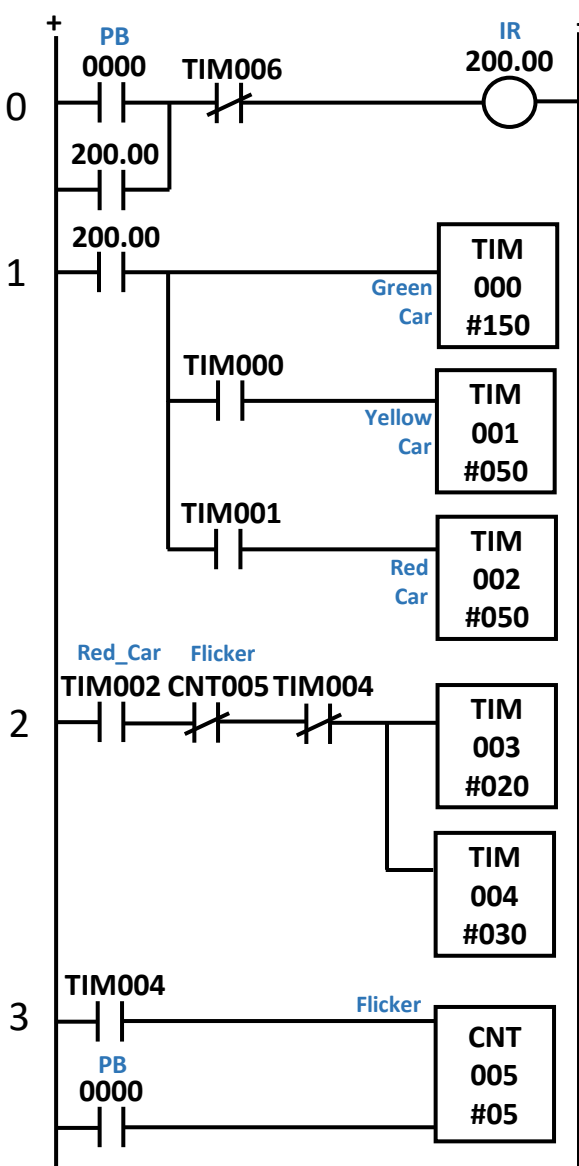 +
-
PB
IR
0000
TIM006
200.00
0
200.00
200.00
1
TIM
000
#150
Green
Car
TIM000
TIM
001
#050
Yellow
Car
TIM001
TIM
002
#050
Red
Car
Red_Car
Flicker
TIM002
CNT005
TIM004
2
TIM
003
#020
TIM
004
#030
TIM004
3
Flicker
CNT
005
#05
PB
0000